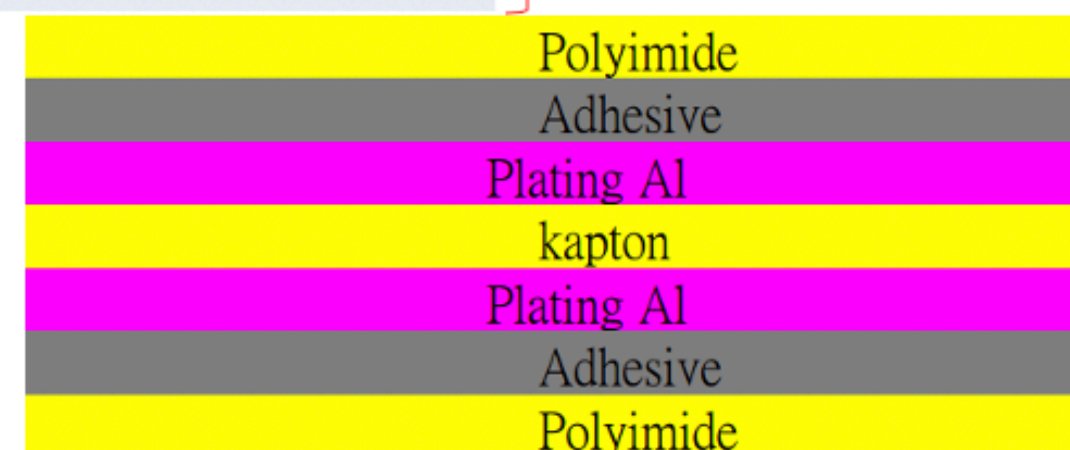 Polyimide
Adhesive
Plating Al
kapton
Plating Al
Adhesive
Polyimide